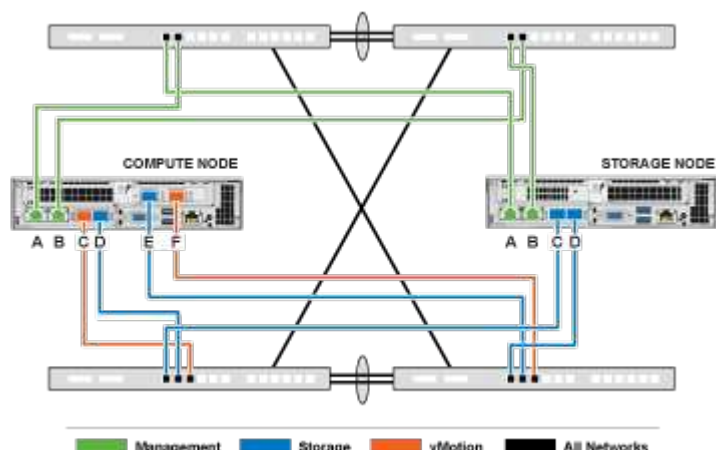 COMPUTE NODE
STORAGE NODE
A B C D E F
A B C D
Management Storage vMotion All Networks